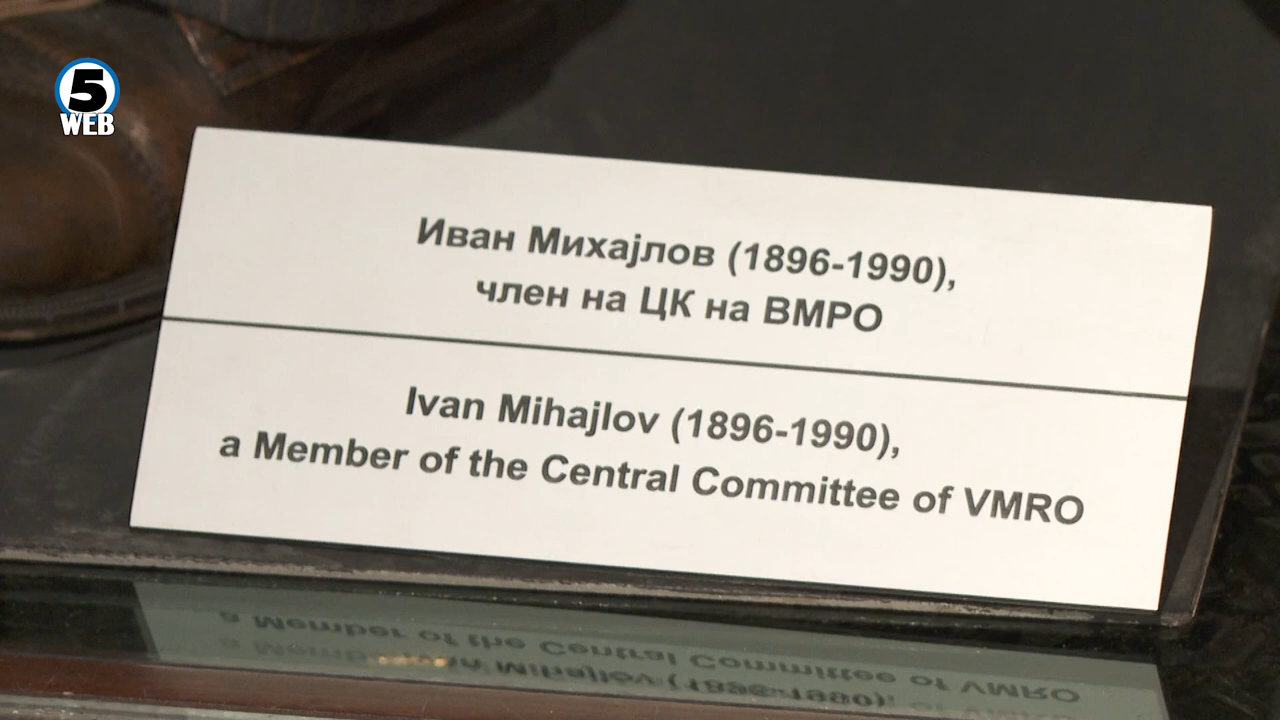 5
WEB
Иван Михајлов (1896-1990),
член на ЦК на ВМРО
Ivan Mihajlov (1896-1990),
a Member of the Central Committee of VMRO